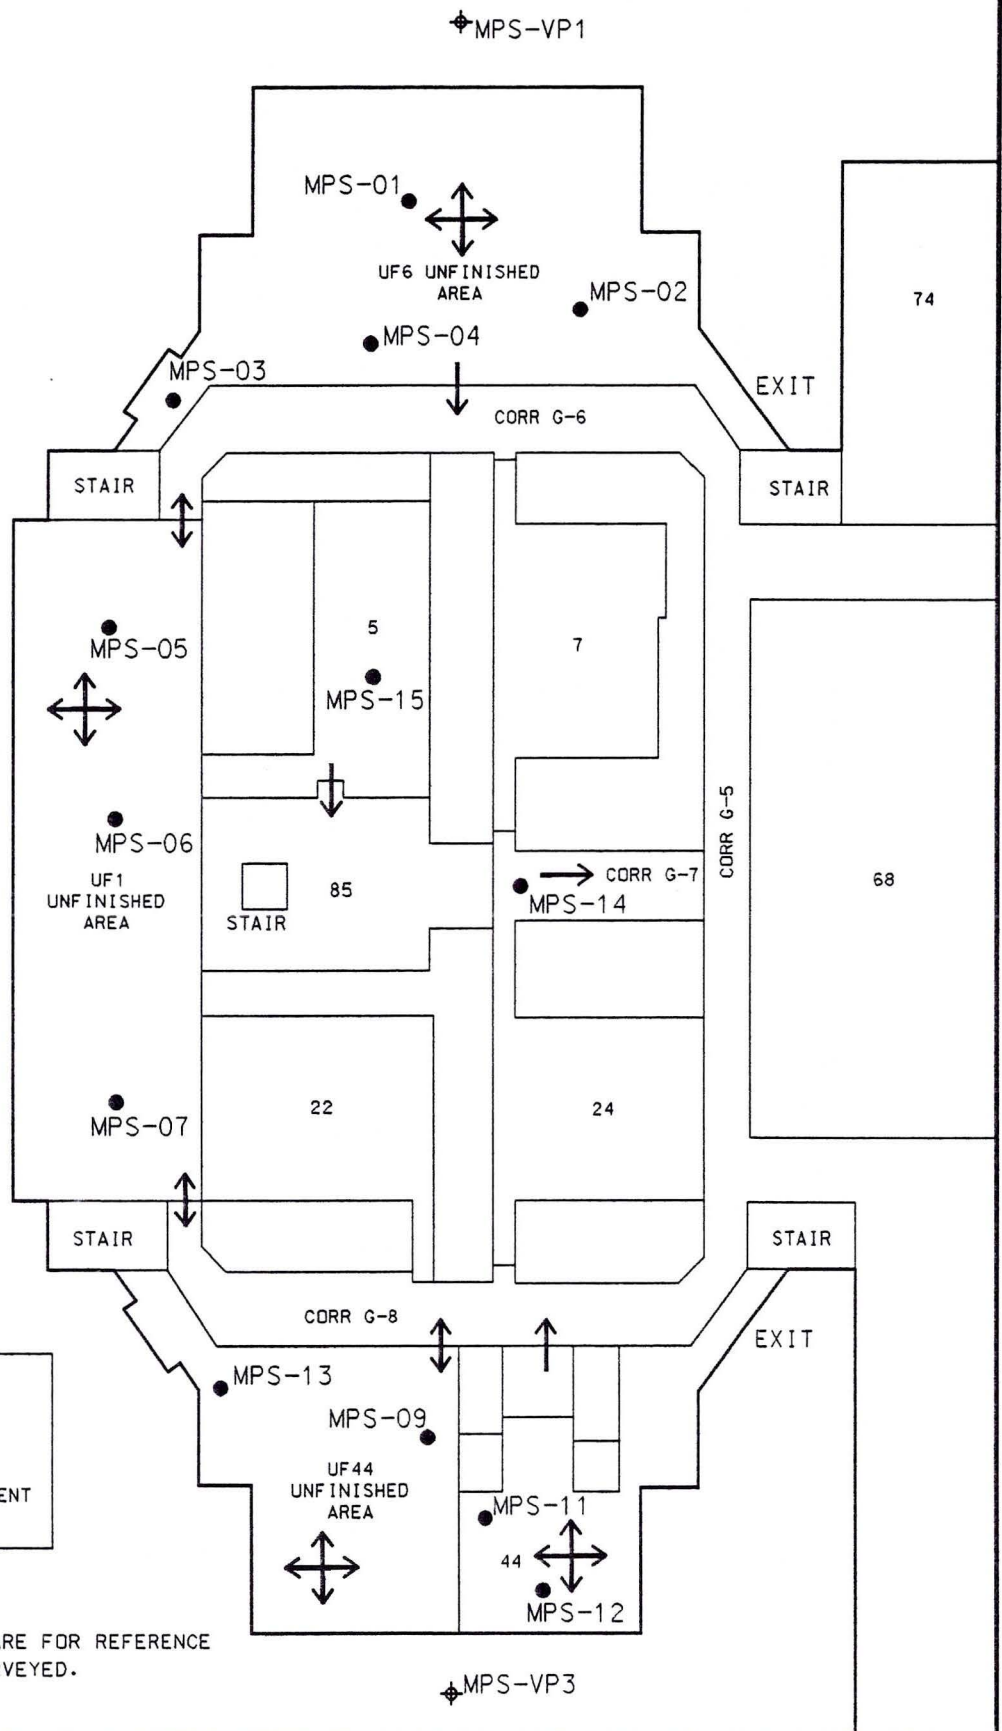 MPS-VP1
MPS-01
UF6 UNFINISHED
AREA
MPS-02
74
MPS-04
MPS-03
EXIT
CORR G-6
STAIR
STAIR
5
7
MPS-05
MPS-15
CORR G-5
MPS-06
UF1
UNFINISHED
AREA
85
STAIR
CORR G-7
MPS-14
68
22
24
MPS-07
STAIR
STAIR
CORR G-8
EXIT
MPS-13
MPS-09
UF44
UNFINISHED
AREA
ENT
MPS-11
44
MPS-12
RE FOR REFERENCE
VEYED.
MPS-VP3